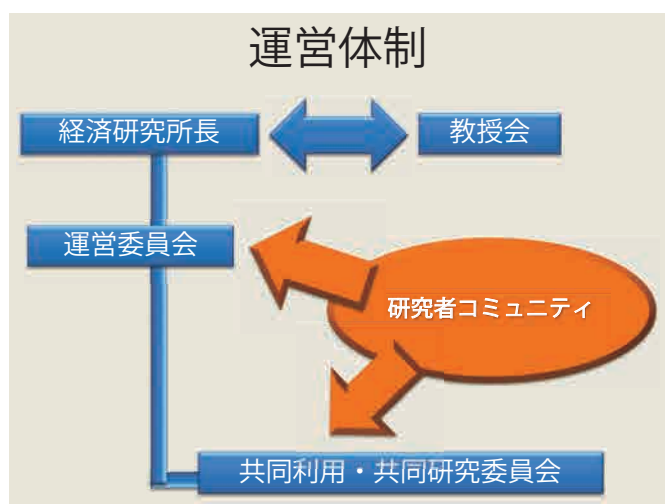 運営体制
経済研究所長
教授会
運営委員会
研究者コミュニティ
共同利用・共同研究委員会